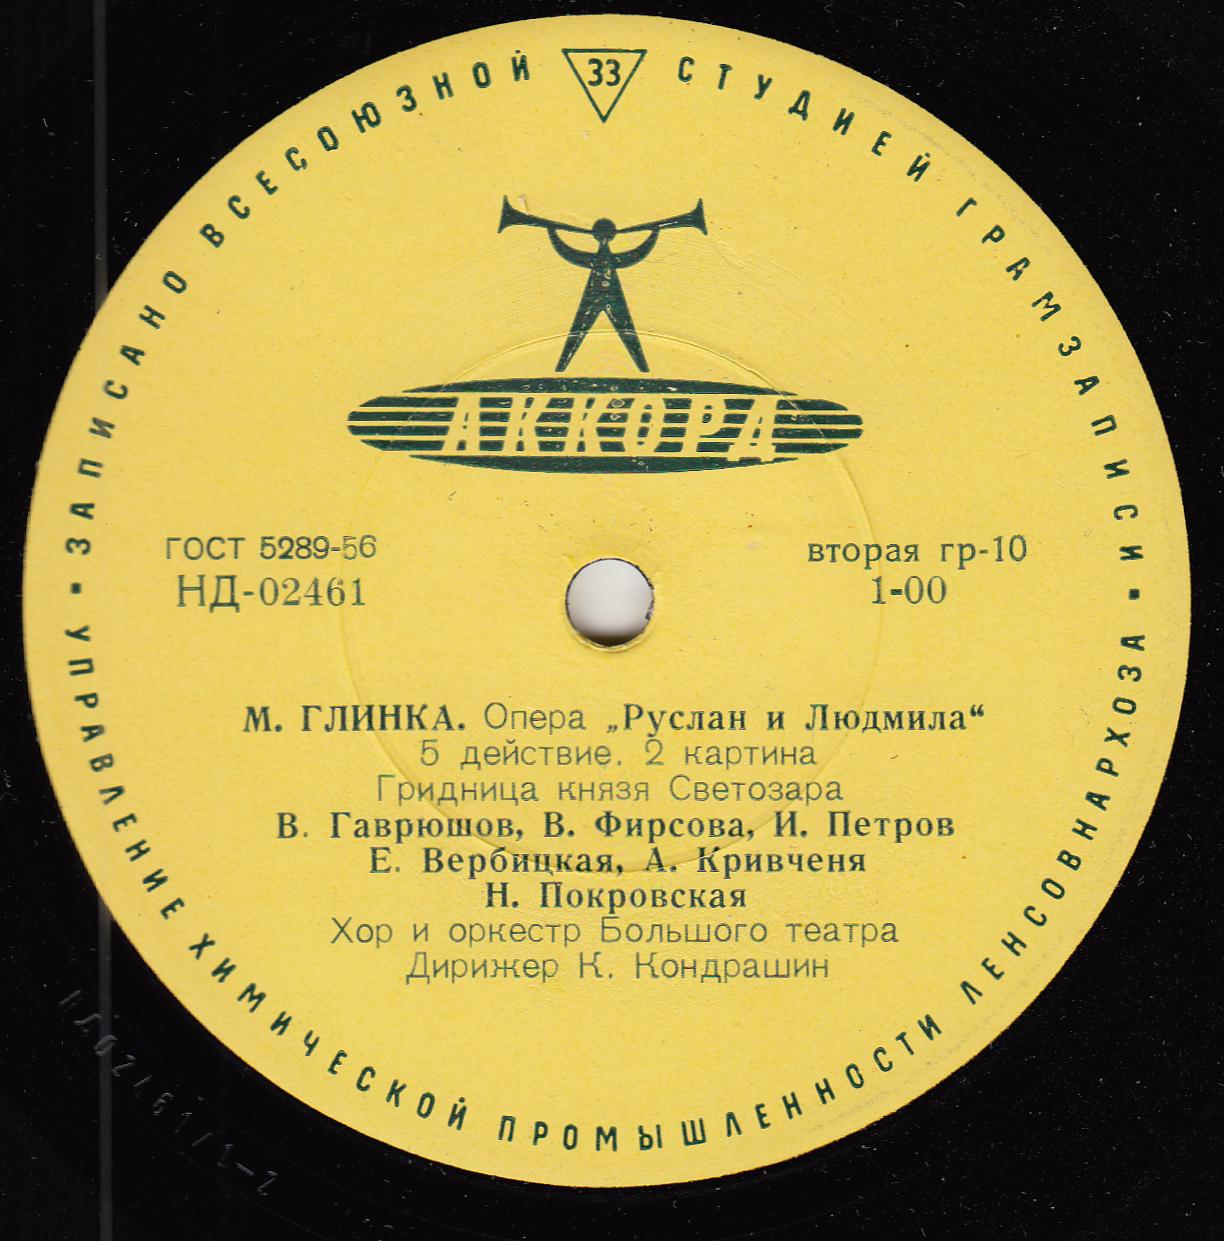 ЗАПИСАНО ВСЕСОЮЗНОЙ СТУДИЕЙ ГРАМЗАПИСИ
33
АККОРД
ГОСТ 5289-56
НД-02461
вторая гр-10
1-00
М. ГЛИНКА. Опера „Руслан и Людмила“
5 действие. 2 картина
Гридница князя Светозара
В. Гаврюшов, В. Фирсова, И. Петров
Е. Вербицкая, А. Кривченя
Н. Покровская
Хор и оркестр Большого театра
Дирижер К. Кондрашин
УПРАВЛЕНИЕ ХИМИЧЕСКОЙ ПРОМЫШЛЕННОСТИ ЛЕНСОВНАРХОЗА